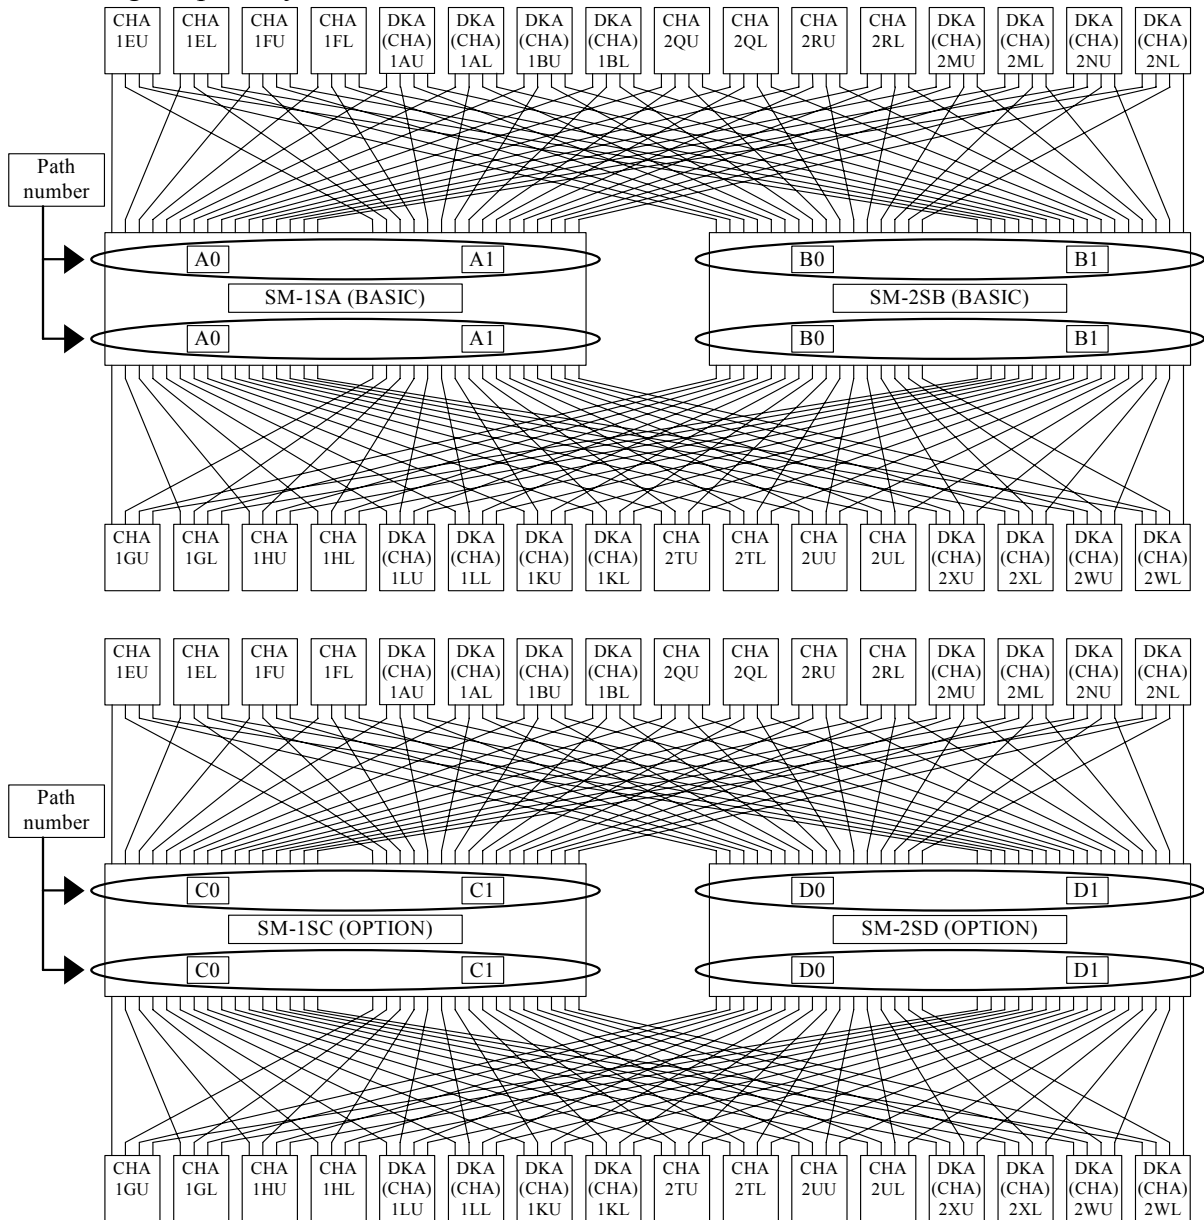 CHA 1EU
CHA 1EL
CHA 1FU
CHA 1FL
DKA (CHA) 1AU
DKA (CHA) 1AL
DKA (CHA) 1BU
DKA (CHA) 1BL
CHA 2QU
CHA 2QL
CHA 2RU
CHA 2RL
DKA (CHA) 2MU
DKA (CHA) 2ML
DKA (CHA) 2NU
DKA (CHA) 2NL
Path
number
A0 A1 B0 B1
SM-1SA (BASIC) SM-2SB (BASIC)
A0 A1 B0 B1
CHA 1GU
CHA 1GL
CHA 1HU
CHA 1HL
DKA (CHA) 1LU
DKA (CHA) 1LL
DKA (CHA) 1KU
DKA (CHA) 1KL
CHA 2TU
CHA 2TL
CHA 2UU
CHA 2UL
DKA (CHA) 2XU
DKA (CHA) 2XL
DKA (CHA) 2WU
DKA (CHA) 2WL
CHA 1EU
CHA 1EL
CHA 1FU
CHA 1FL
DKA (CHA) 1AU
DKA (CHA) 1AL
DKA (CHA) 1BU
DKA (CHA) 1BL
CHA 2QU
CHA 2QL
CHA 2RU
CHA 2RL
DKA (CHA) 2MU
DKA (CHA) 2ML
DKA (CHA) 2NU
DKA (CHA) 2NL
Path
number
C0 C1 D0 D1
SM-1SC (OPTION) SM-2SD (OPTION)
C0 C1 D0 D1
CHA 1GU
CHA 1GL
CHA 1HU
CHA 1HL
DKA (CHA) 1LU
DKA (CHA) 1LL
DKA (CHA) 1KU
DKA (CHA) 1KL
CHA 2TU
CHA 2TL
CHA 2UU
CHA 2UL
DKA (CHA) 2XU
DKA (CHA) 2XL
DKA (CHA) 2WU
DKA (CHA) 2WL